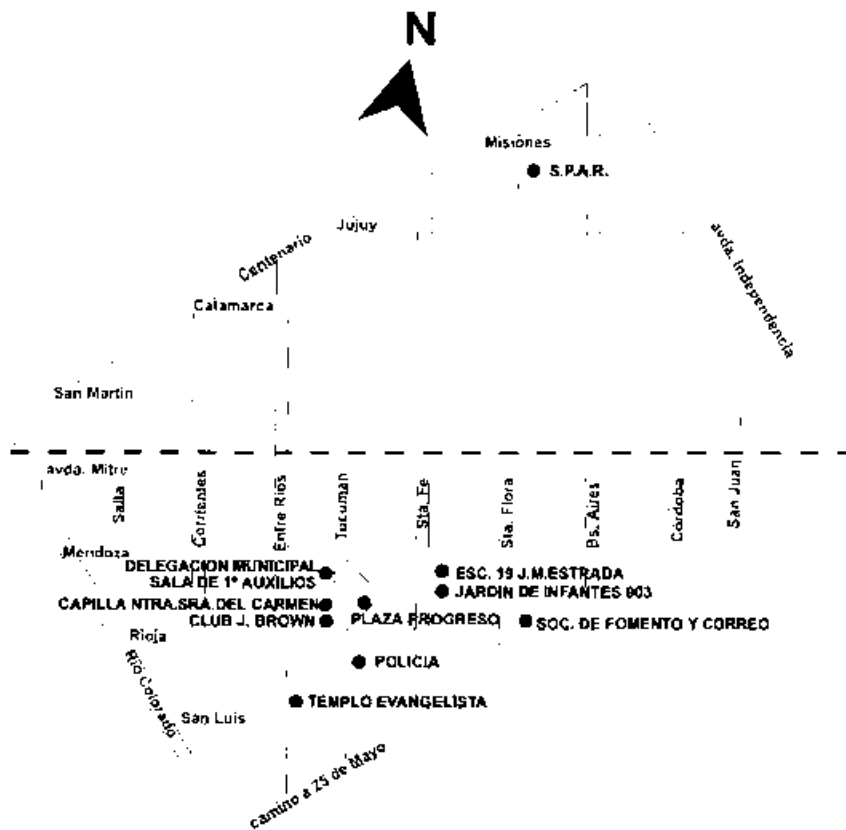 N
Misiones
S.P.A.R.
Jujuy
Centenario
avda. Independencia
Catamarca
San Martin
avda. Mitre
Salta
Corrientes
Entre Rios
Tucuman
Sta. Fe
Sta. Flora
Bs. Aires
Córdoba
San Juan
Mendoza
DELEGACION MUNICIPAL
SALA DE 1º AUXILIOS
ESC. 19 J.M.ESTRADA
JARDIN DE INFANTES 903
CAPILLA NTRA.SRA.DEL CARMEN
CLUB J. BROWN
PLAZA PROGRESO
SOC. DE FOMENTO Y CORREO
Rioja
POLICIA
Rio Colorado
TEMPLO EVANGELISTA
San Luis
camino a 25 de Mayo